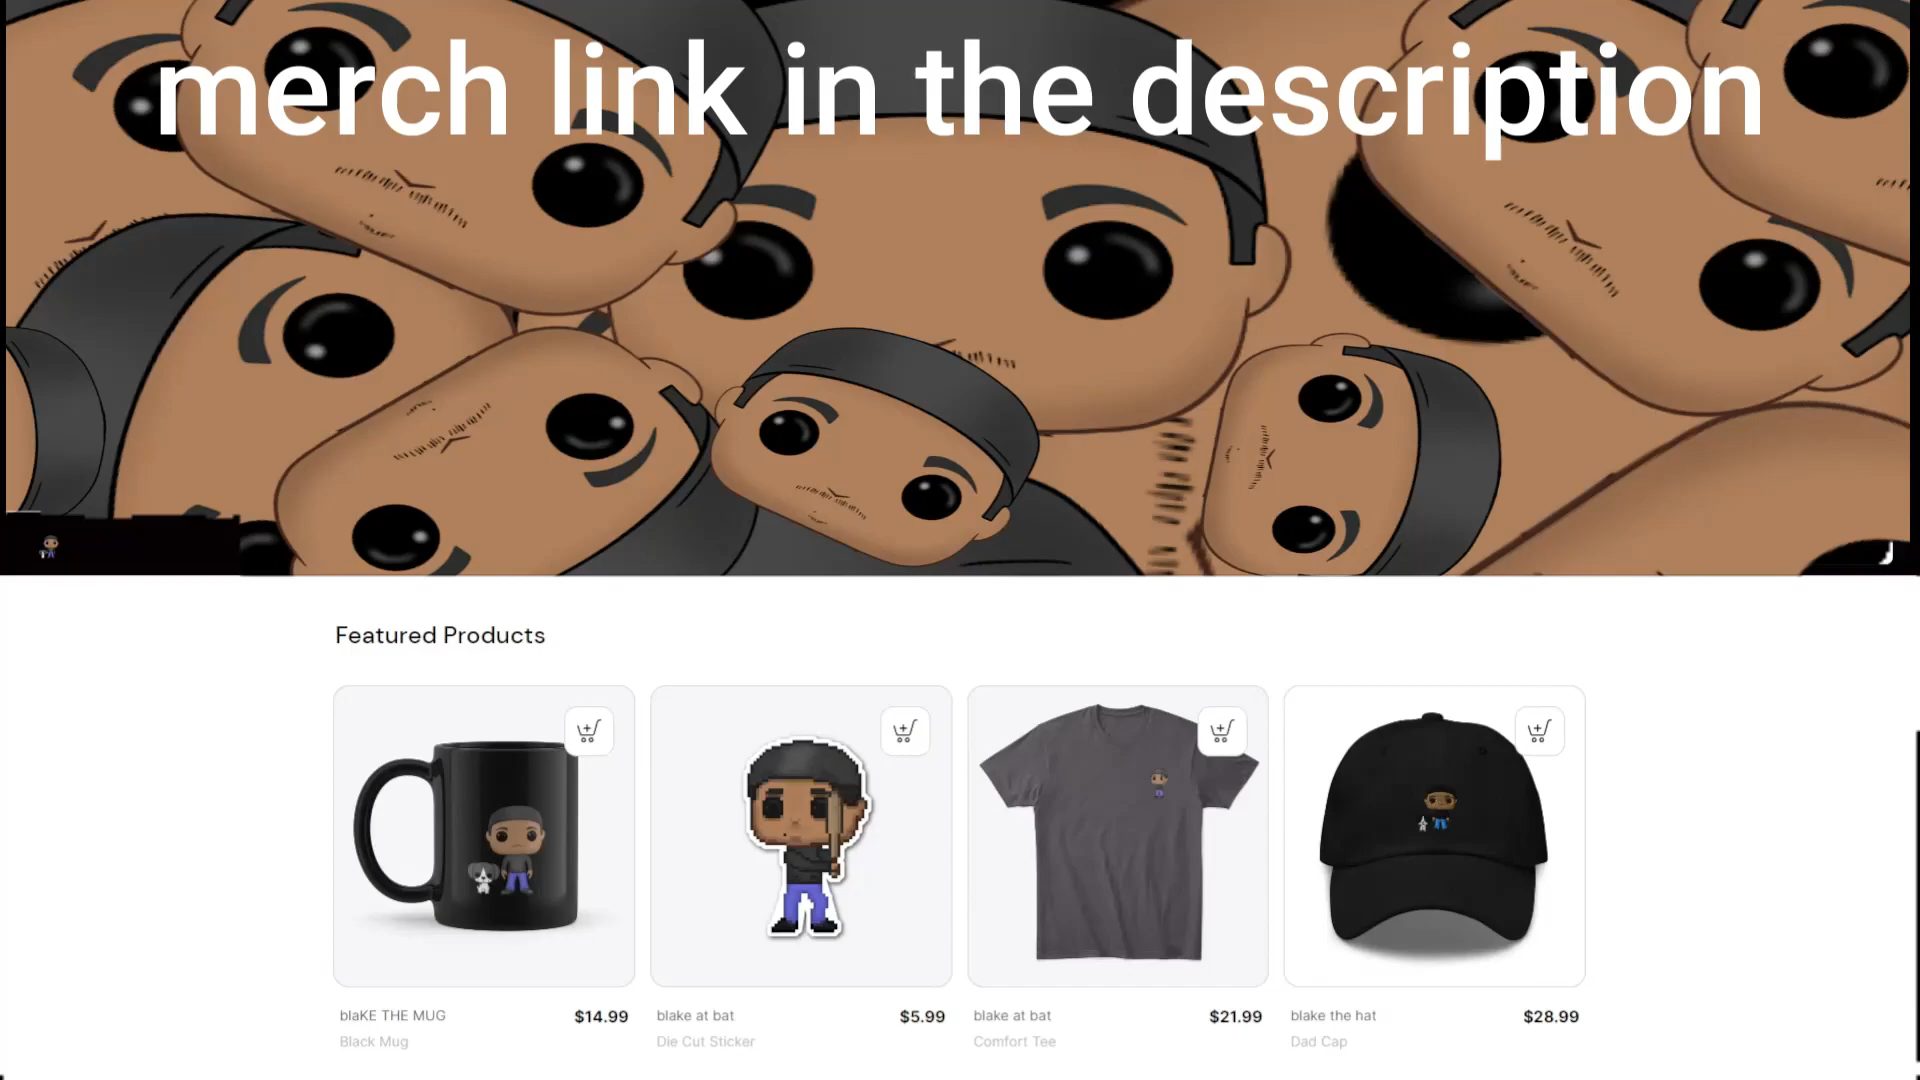 merch link in the description
Featured Products
blaKE THE MUG $14.99
Black Mug
blake at bat $5.99
Die Cut Sticker
blake at bat $21.99
Comfort Tee
blake the hat $28.99
Dad Cap